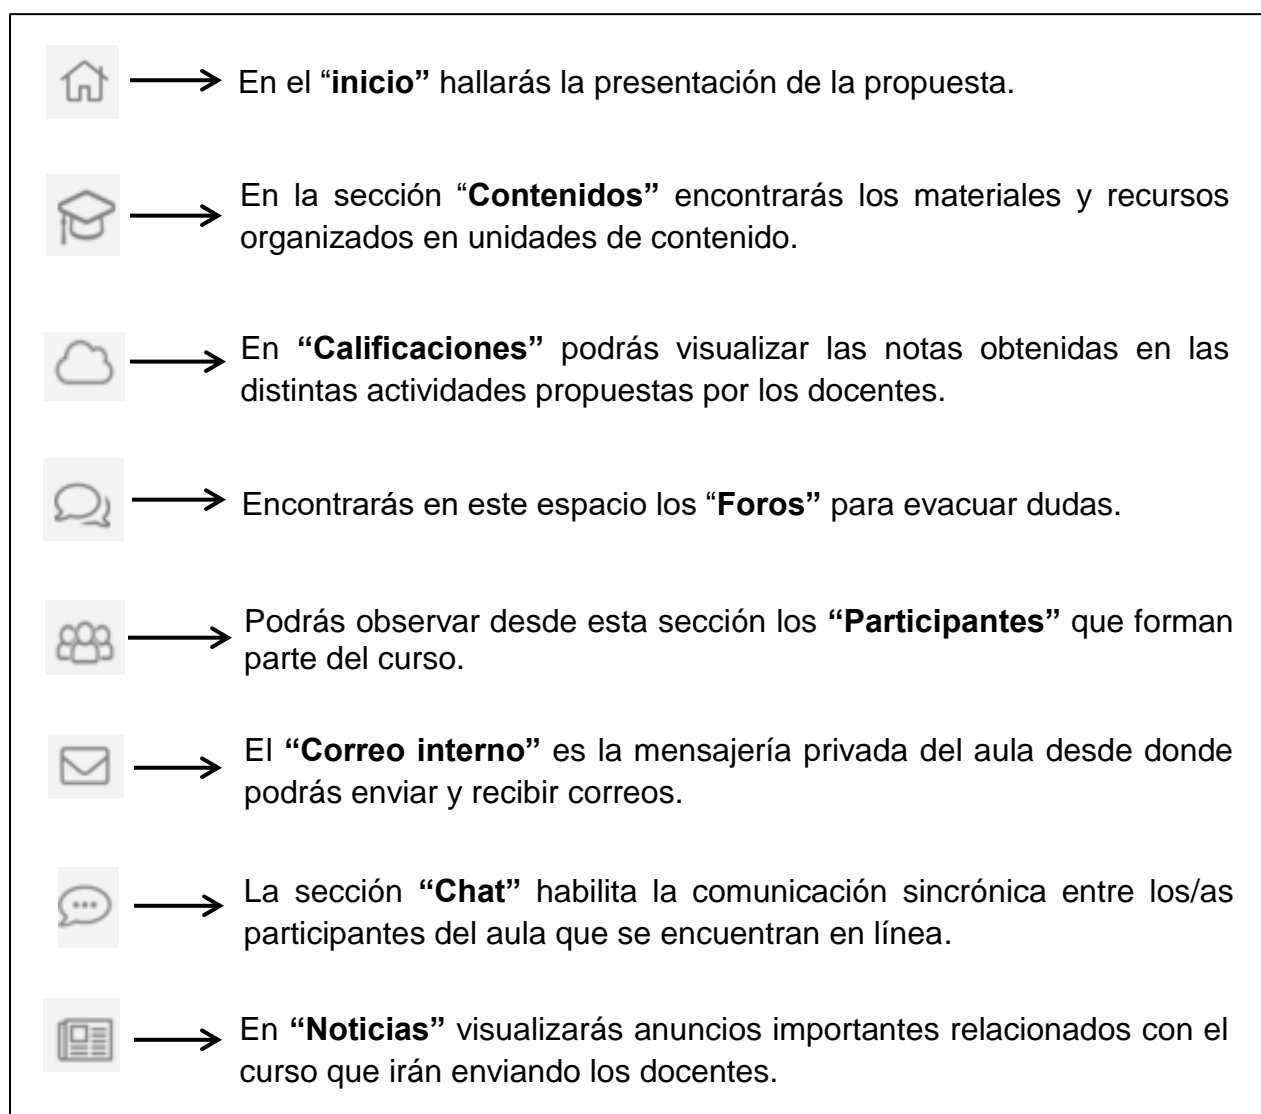 En el “inicio” hallarás la presentación de la propuesta.
En la sección “Contenidos” encontrarás los materiales y recursos
organizados en unidades de contenido.
En “Calificaciones” podrás visualizar las notas obtenidas en las
distintas actividades propuestas por los docentes.
Encontrarás en este espacio los “Foros” para evacuar dudas.
Podrás observar desde esta sección los “Participantes” que forman
parte del curso.
El “Correo interno” es la mensajería privada del aula desde donde
podrás enviar y recibir correos.
La sección “Chat” habilita la comunicación sincrónica entre los/as
participantes del aula que se encuentran en línea.
En “Noticias” visualizarás anuncios importantes relacionados con el
curso que irán enviando los docentes.